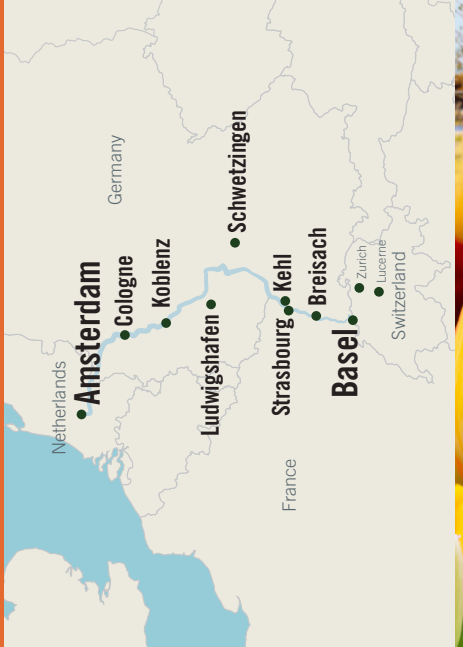 Netherlands
Amsterdam
Germany
Cologne
Koblenz
Ludwigshafen
Schwetzingen
Strasbourg
Kehl
France
Breisach
Basel
Zurich
Lucerne
Switzerland